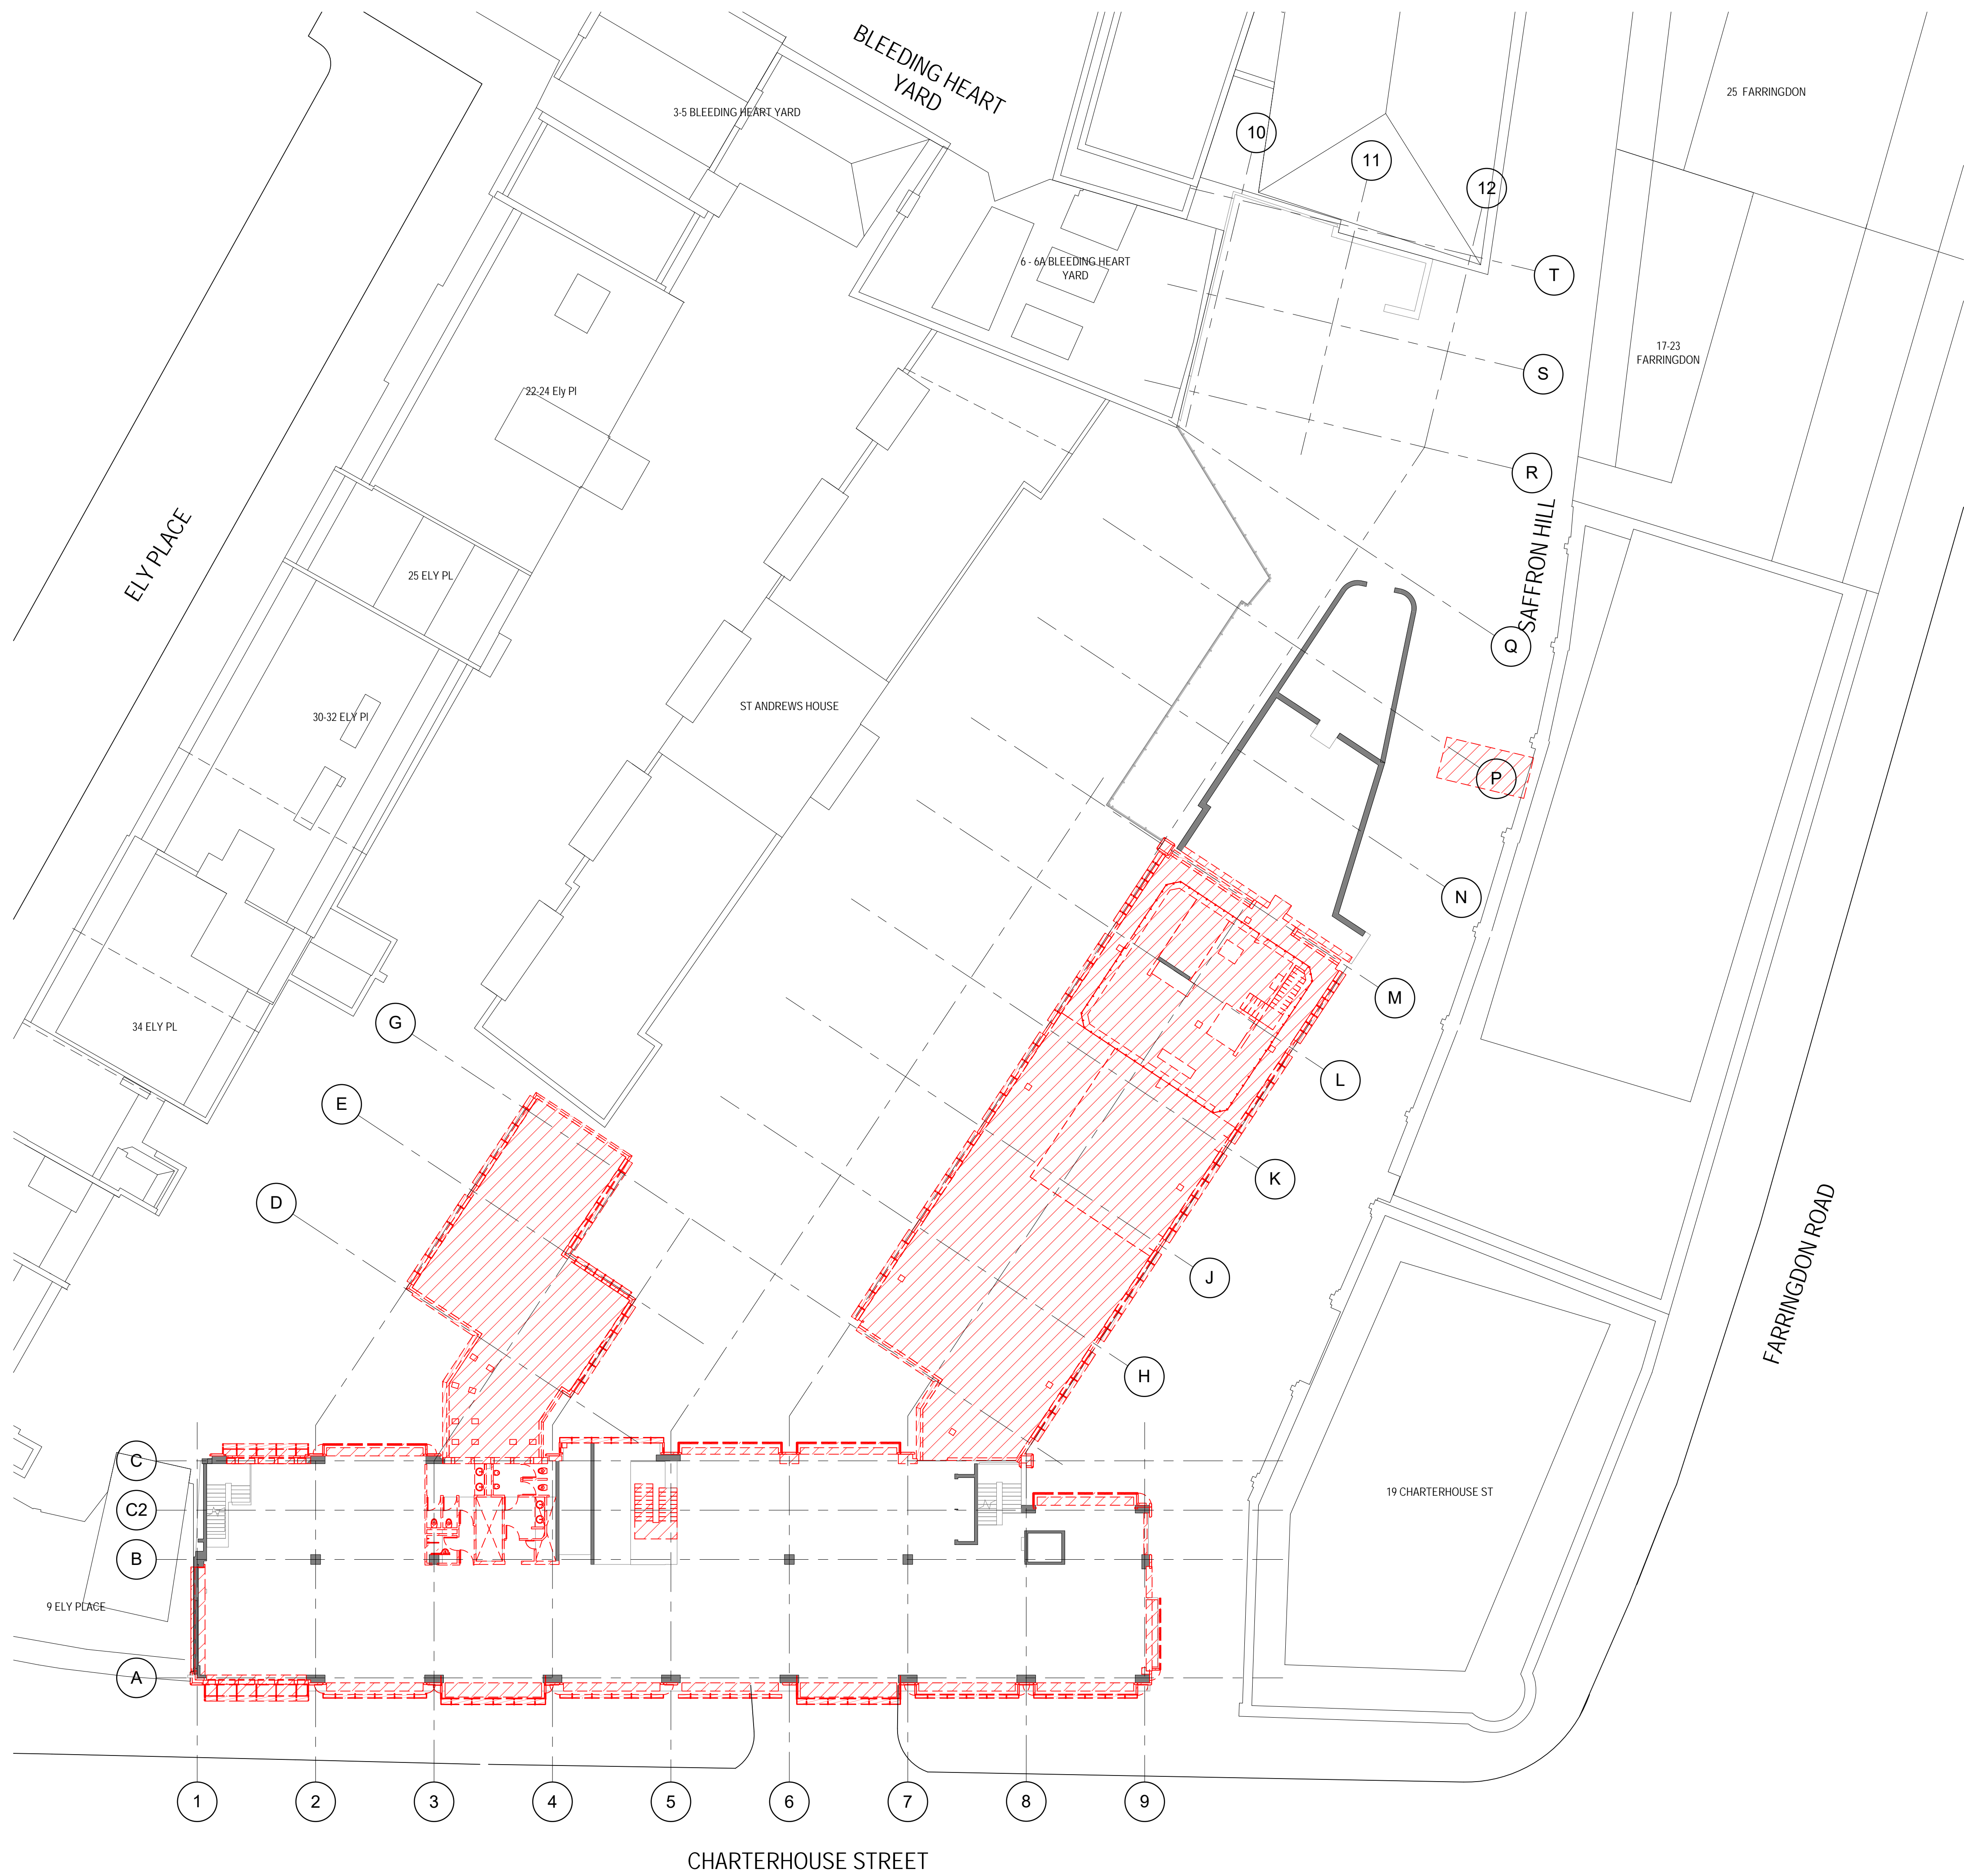 BLEEDING HEART
YARD
3-5 BLEEDING HEART YARD
25 FARRINGDON
10
11
12
6 - 6A BLEEDING HEART
YARD
T
17-23
FARRINGDON
S
22-24 Ely Pl
R
ELY PLACE
SAFFRON HILL
25 ELY PL
Q
30-32 ELY Pl
ST ANDREWS HOUSE
P
N
M
34 ELY PL
G
L
E
K
D
FARRINGDON ROAD
J
H
C
19 CHARTERHOUSE ST
C2
B
9 ELY PLACE
A
1
2
3
4
5
6
7
8
9
CHARTERHOUSE STREET